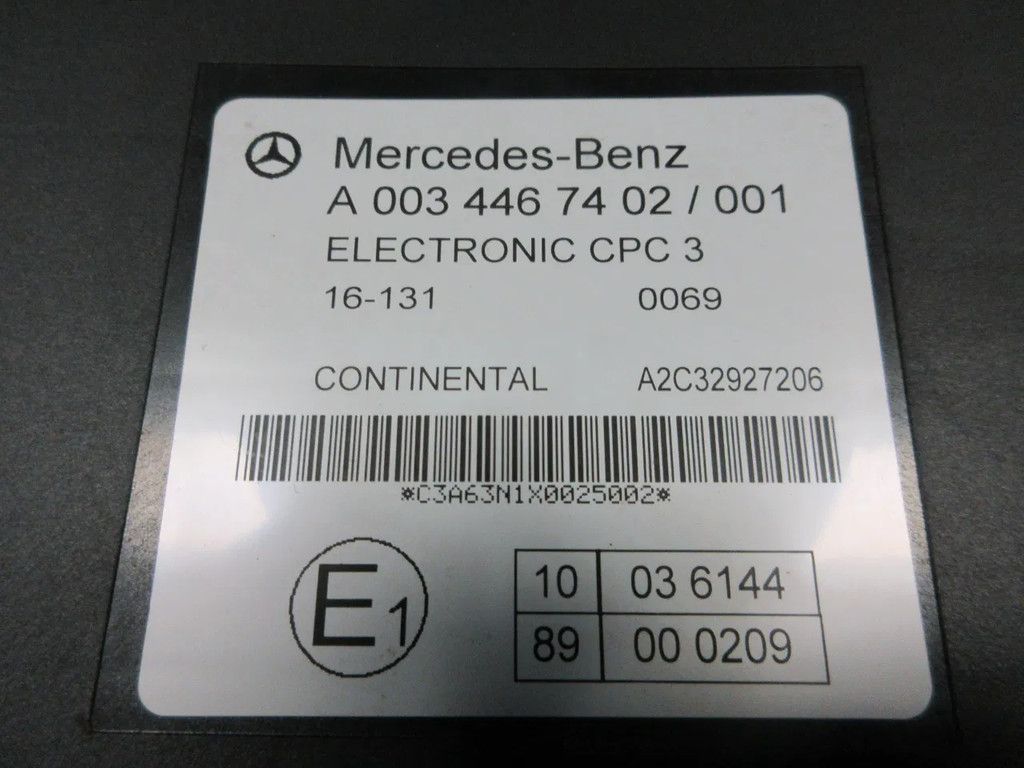 Mercedes-Benz
A 003 446 74 02 / 001
ELECTRONIC CPC 3
16-131 0069
CONTINENTAL A2C32927206
*C3A63N1X0025002*
E1
10 03 6144
89 00 0209